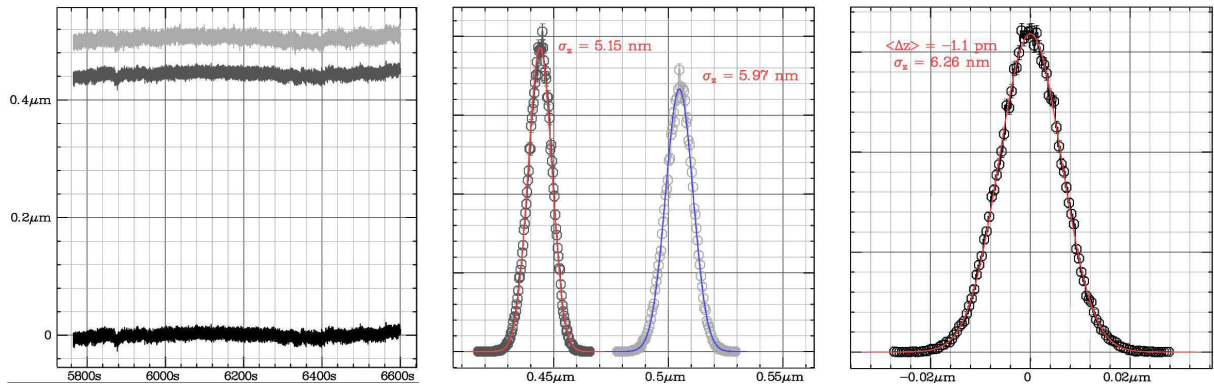 0.4μm
0.2μm
0
5800s 6000s 6200s 6400s 6600s
σz = 5.15 nm
σz = 5.97 nm
0.45μm 0.5μm 0.55μm
<Δz> = −1.1 pm
σz = 6.26 nm
−0.02μm 0 0.02μm